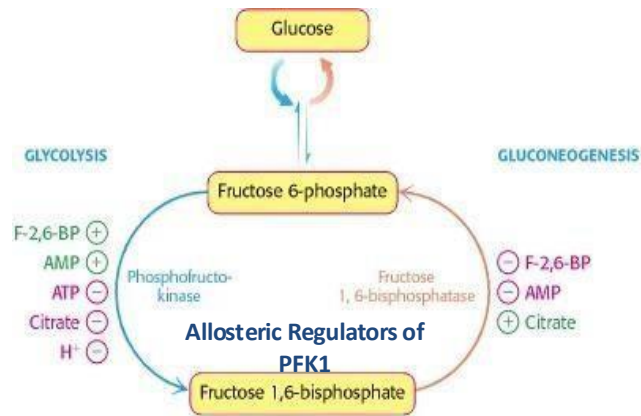 Glucose
GLYCOLYSIS
GLUCONEOGENESIS
Fructose 6-phosphate
F-2,6-BP +
AMP +
ATP −
Citrate −
H⁺ −
Phosphofructo-
kinase
Fructose
1, 6-bisphosphatase
− F-2,6-BP
− AMP
+ Citrate
Allosteric Regulators of
PFK1
Fructose 1,6-bisphosphate